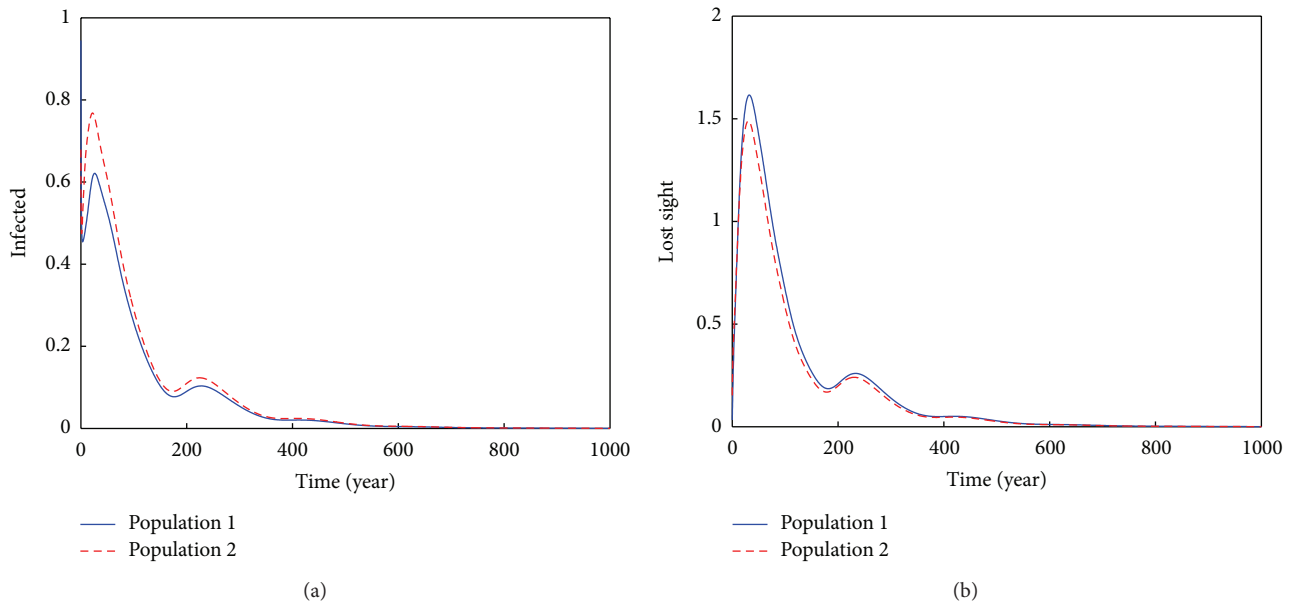 1
0.8
0.6
0.4
0.2
0
Infected
0 200 400 600 800 1000
Time (year)
Population 1
Population 2
(a)
2
1.5
1
0.5
0
Lost sight
0 200 400 600 800 1000
Time (year)
Population 1
Population 2
(b)